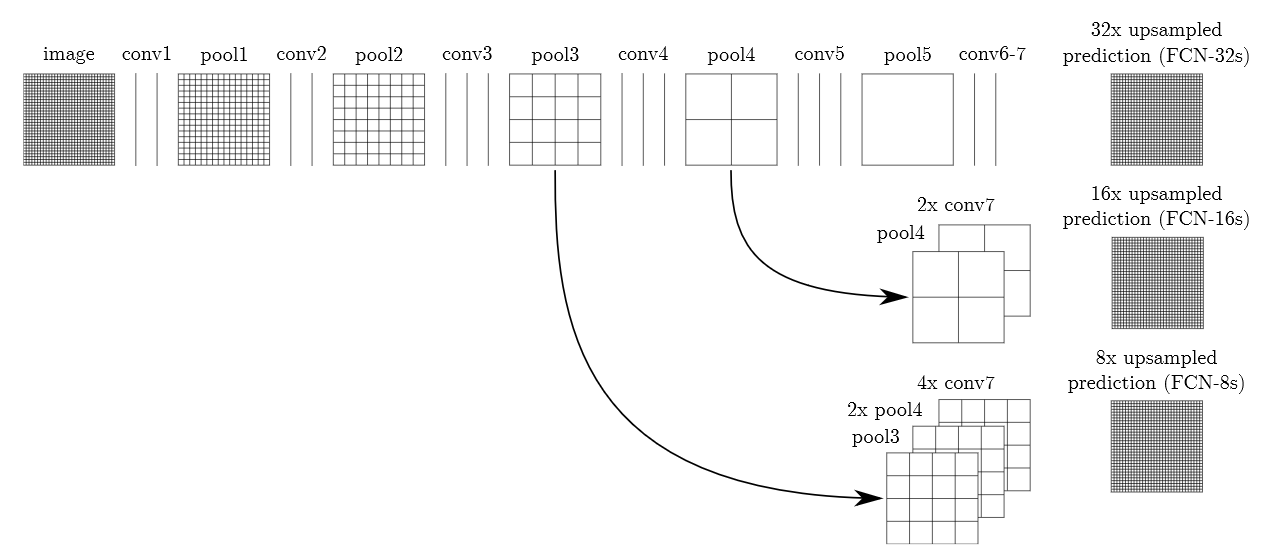 image conv1 pool1 conv2 pool2 conv3 pool3 conv4 pool4 conv5 pool5 conv6-7
32x upsampled
prediction (FCN-32s)
16x upsampled
prediction (FCN-16s)
2x conv7
pool4
8x upsampled
prediction (FCN-8s)
4x conv7
2x pool4
pool3